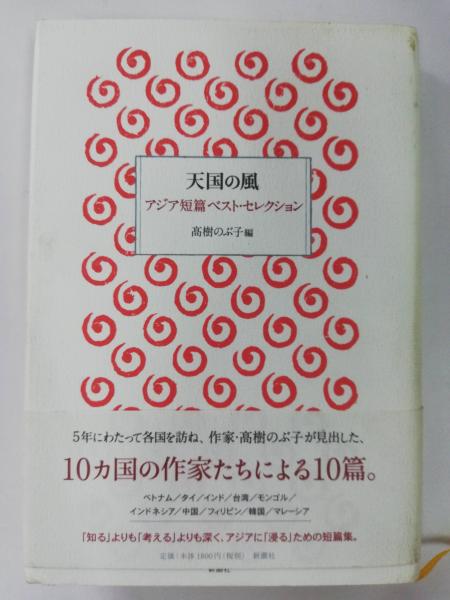 天国の風
アジア短篇ベスト・セレクション
髙樹のぶ子編
5年にわたって各国を訪ね、作家・髙樹のぶ子が見出した、
10カ国の作家たちによる10篇。
ベトナム／タイ／インド／台湾／モンゴル／
インドネシア／中国／フィリピン／韓国／マレーシア
「知る」よりも「考える」よりも深く、アジアに「浸る」ための短篇集。
定価（本体1800円（税別） 新潮社
新潮社